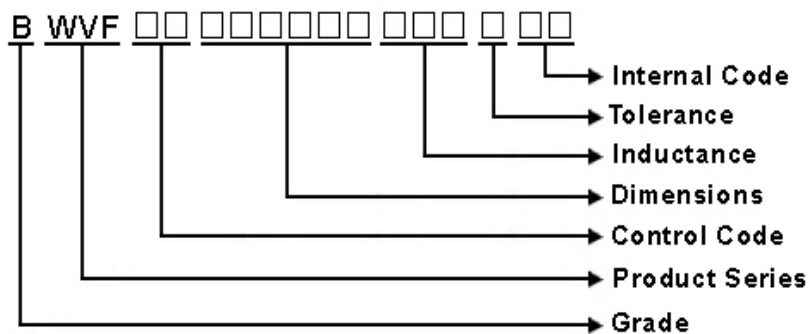 B WVF □□ □□□□□□ □□□ □ □□
Internal Code
Tolerance
Inductance
Dimensions
Control Code
Product Series
Grade